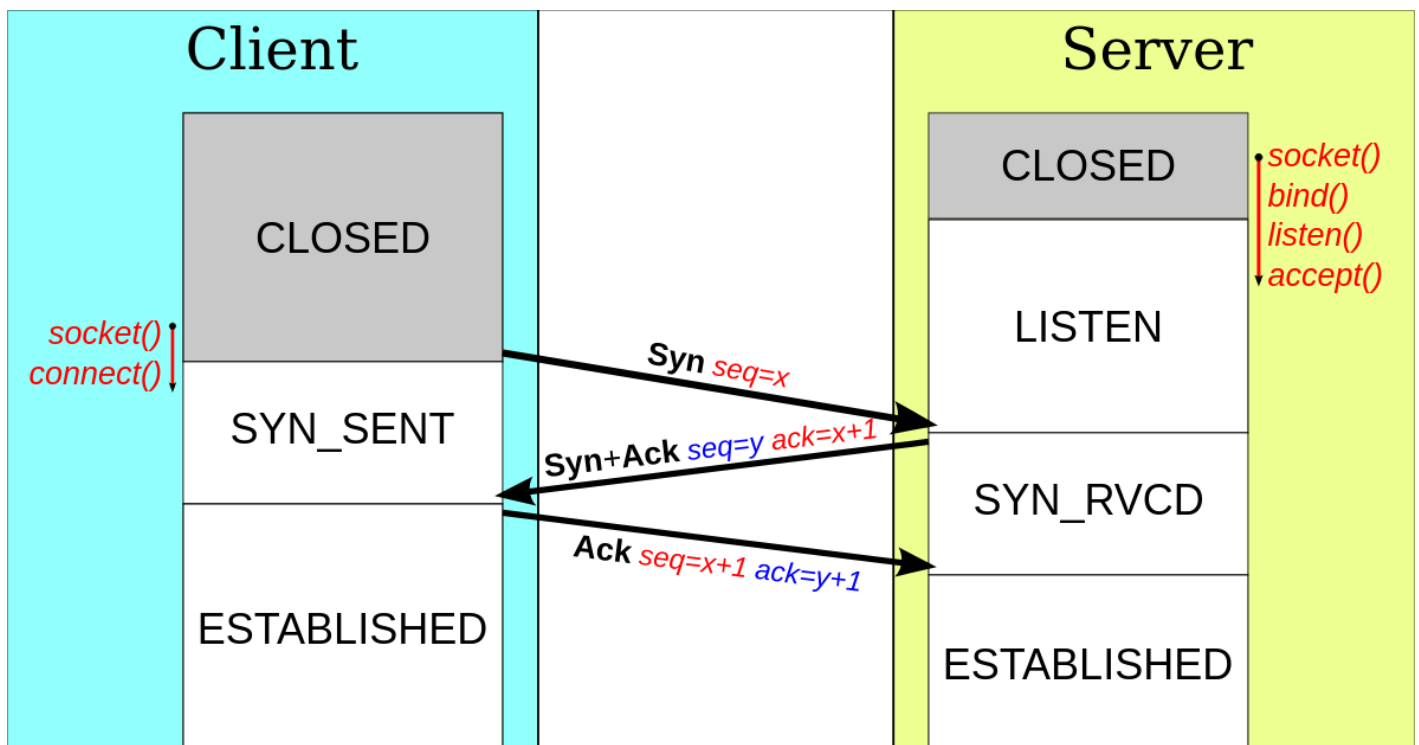 Client
Server
CLOSED
CLOSED
socket()
bind()
listen()
accept()
LISTEN
socket()
connect()
Syn seq=x
SYN_SENT
Syn+Ack seq=y ack=x+1
SYN_RVCD
Ack seq=x+1 ack=y+1
ESTABLISHED
ESTABLISHED